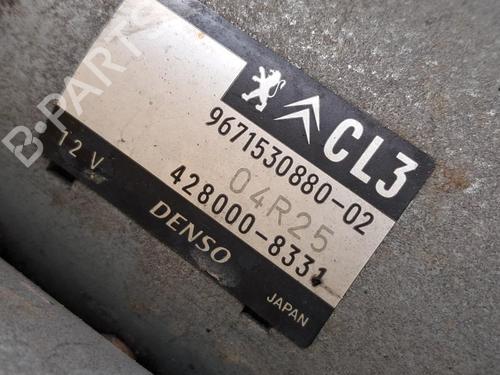 CL3
9671530880-02
04R25
428000-8331
12 V
DENSO
JAPAN
B-PARTS